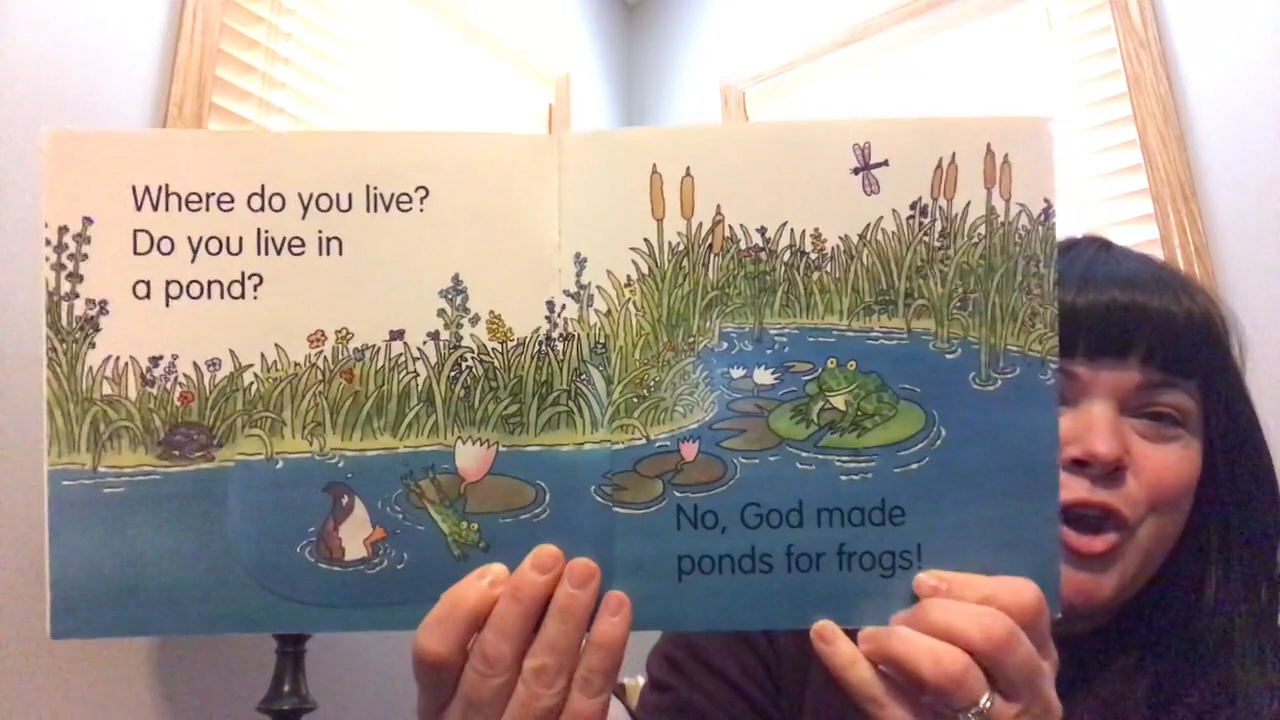 Where do you live?
Do you live in
a pond?
No, God made
ponds for frogs!